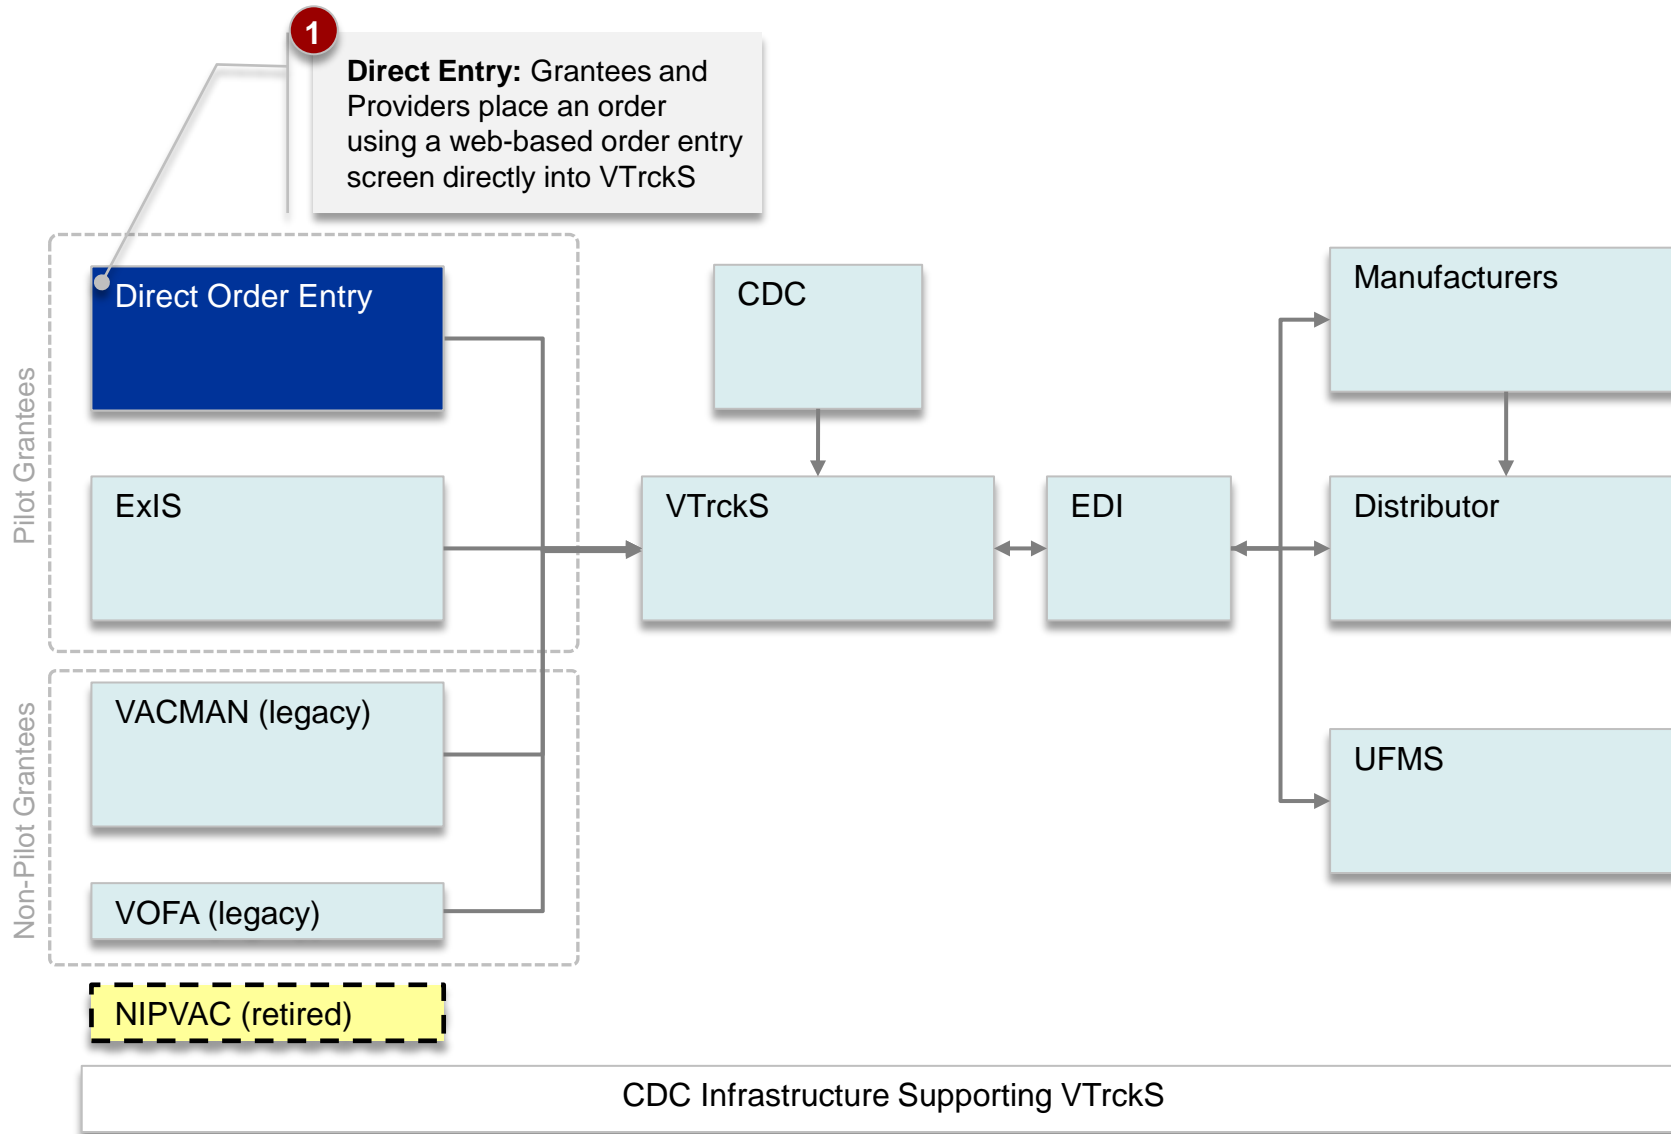 1
Direct Entry: Grantees and
Providers place an order
using a web-based order entry
screen directly into VTrckS
Pilot Grantees
Direct Order Entry
CDC
Manufacturers
ExIS
VTrckS
EDI
Distributor
Non-Pilot Grantees
VACMAN (legacy)
UFMS
VOFA (legacy)
NIPVAC (retired)
CDC Infrastructure Supporting VTrckS